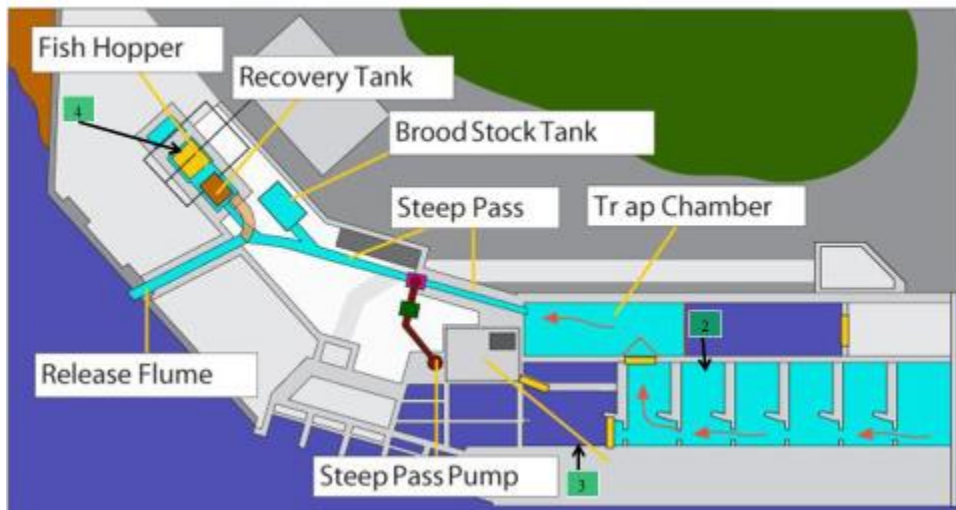 Fish Hopper
Recovery Tank
4
Brood Stock Tank
Steep Pass
Tr ap Chamber
2
Release Flume
Steep Pass Pump
3